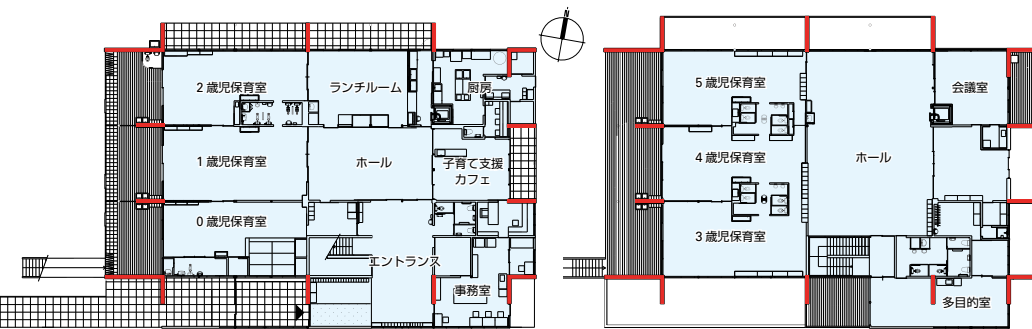 N
2歳児保育室
ランチルーム
厨房
1歳児保育室
ホール
子育て支援
カフェ
0歳児保育室
エントランス
事務室
5歳児保育室
会議室
4歳児保育室
ホール
3歳児保育室
多目的室